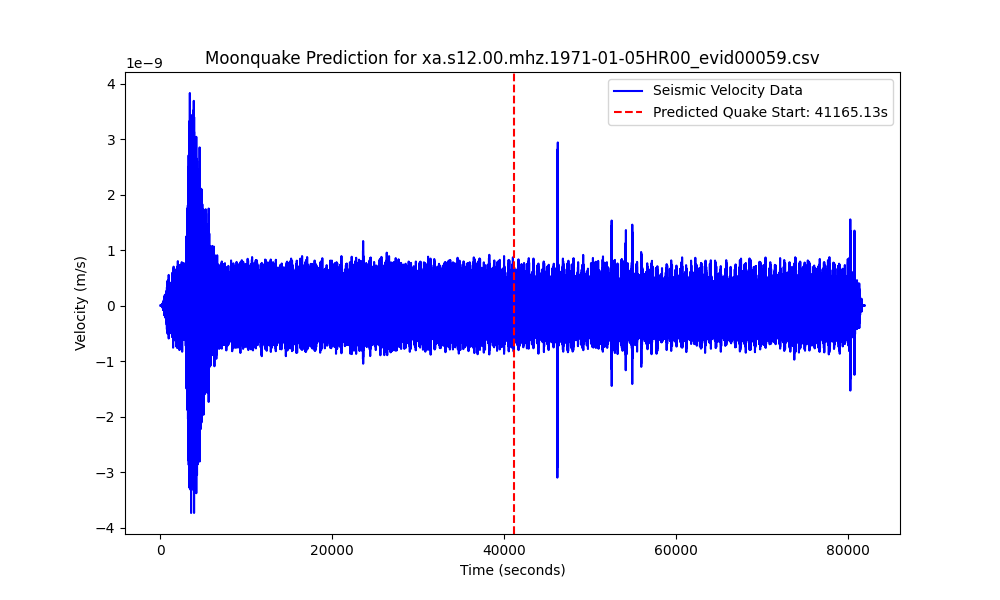 Moonquake Prediction for xa.s12.00.mhz.1971-01-05HR00_evid00059.csv
1e−9
Seismic Velocity Data
Predicted Quake Start: 41165.13s
4
3
2
1
0
−1
−2
−3
−4
Velocity (m/s)
0
20000
40000
60000
80000
Time (seconds)